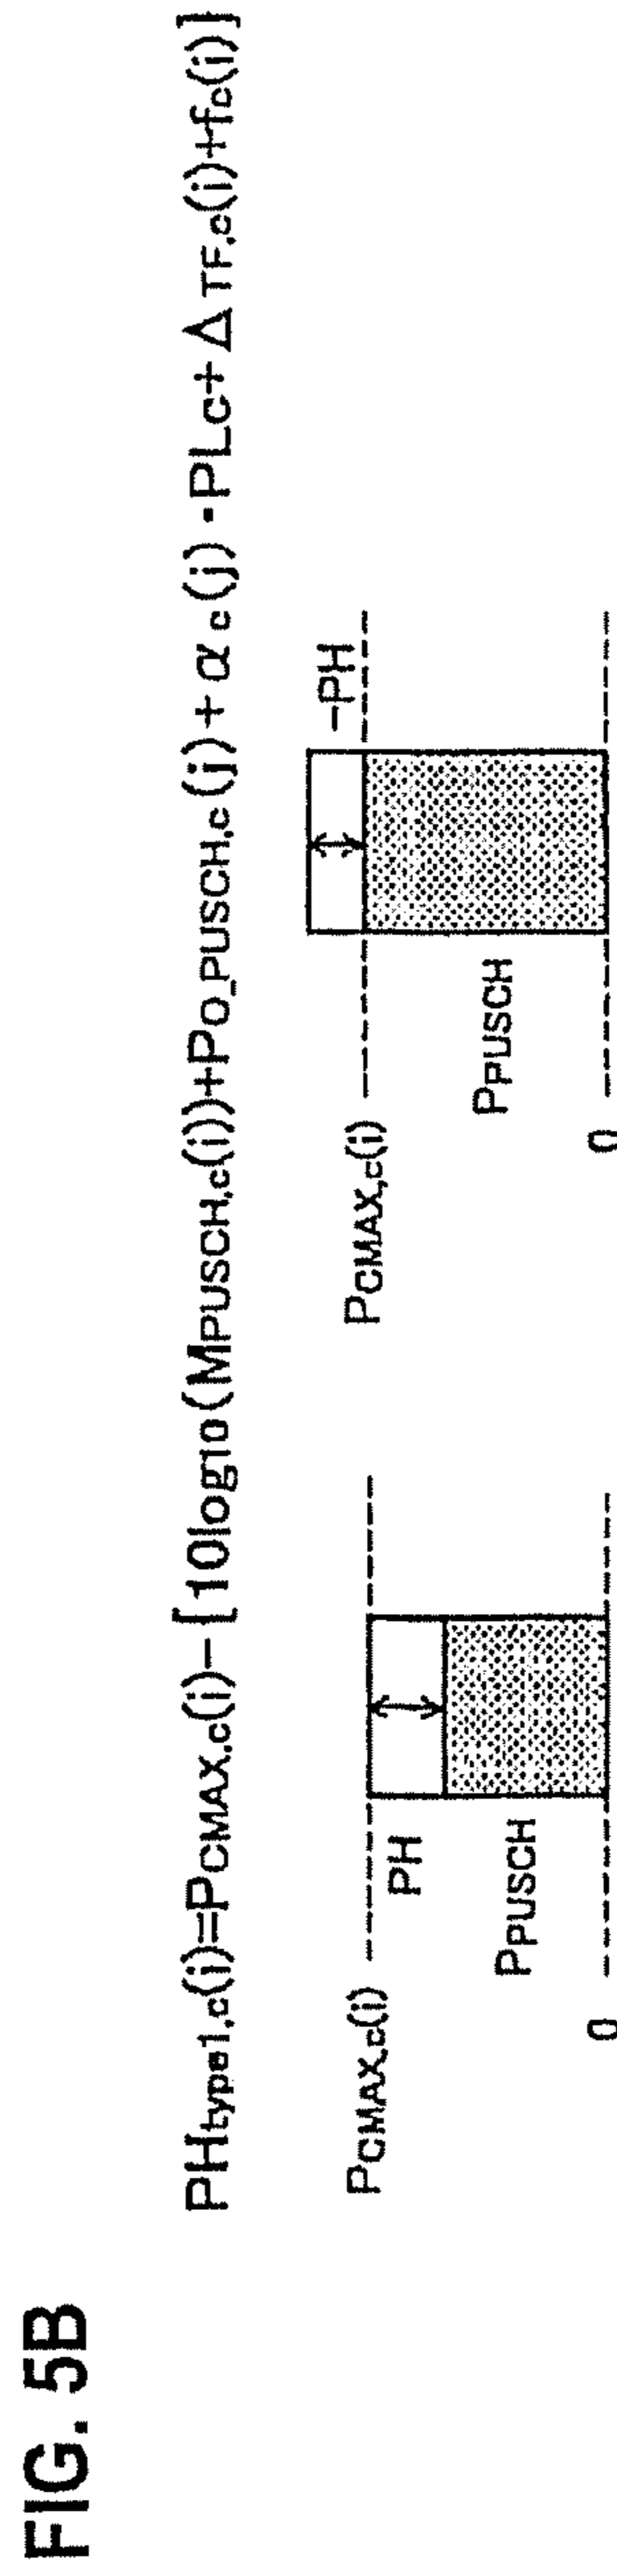 FIG. 5B
PHtype1,c(i)=PCMAX,c(i)-[10log10(MPUSCH,c(i))+PO_PUSCH,c(j)+αc(j)·PLc+ΔTF,c(i)+fc(i)]
PCMAX,c(i)
PH
PPUSCH
0
PCMAX,c(i)
-PH
PPUSCH
0